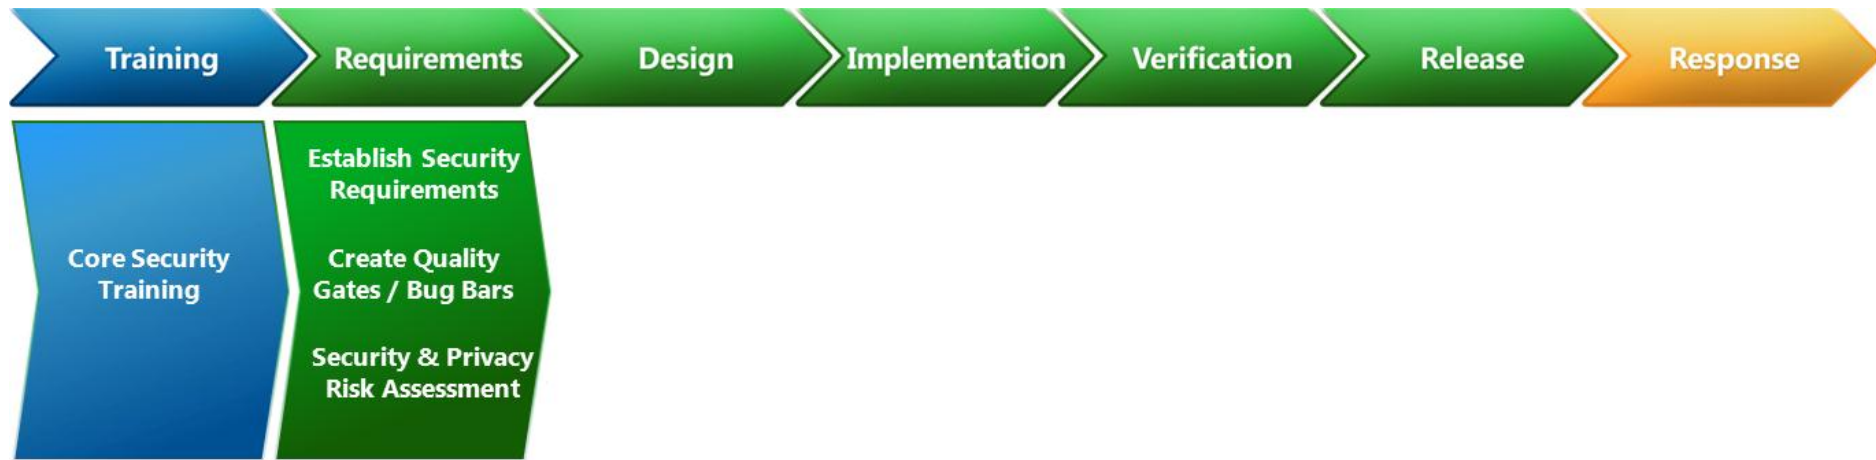 Training
Requirements
Design
Implementation
Verification
Release
Response
Core Security
Training
Establish Security
Requirements
Create Quality
Gates / Bug Bars
Security & Privacy
Risk Assessment